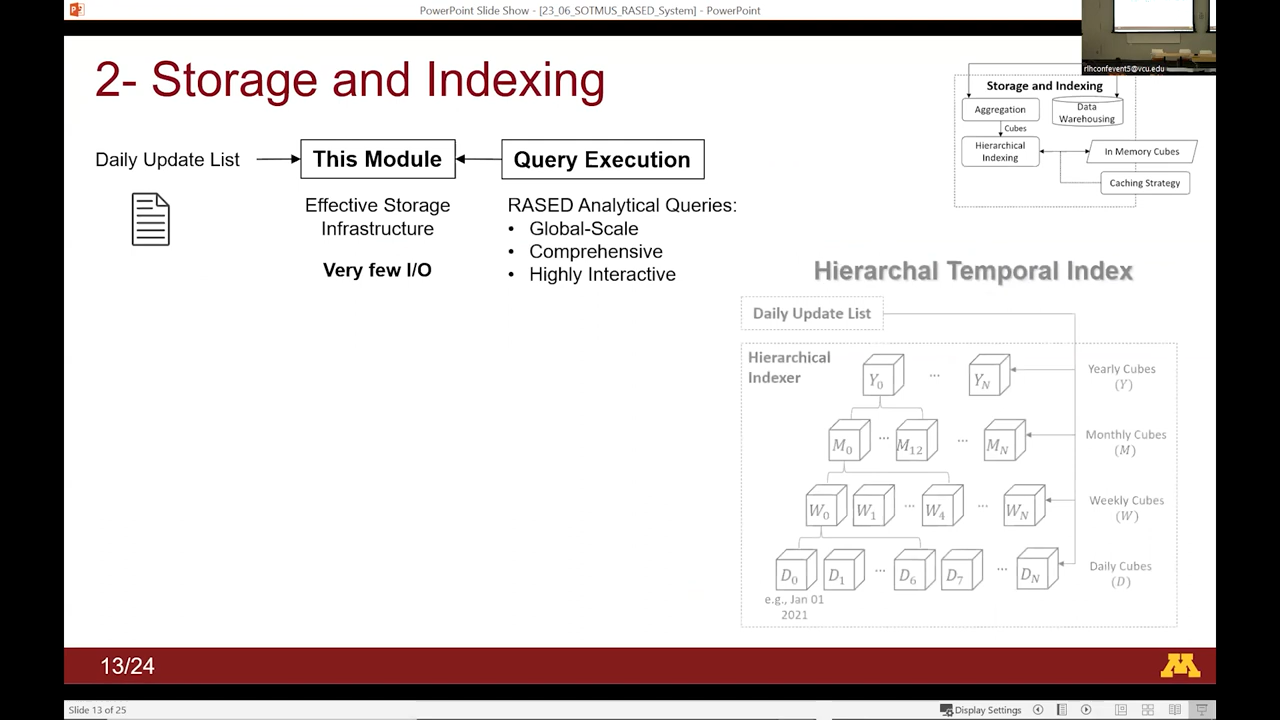 PowerPoint Slide Show - [23_06_SOTMUS_RASED_System] - PowerPoint
rlhconfevent5@vcu.edu
2- Storage and Indexing
Storage and Indexing
Aggregation
Data
Warehousing
Cubes
Hierarchical
Indexing
In Memory Cubes
Caching Strategy
Daily Update List
This Module
Query Execution
Effective Storage
Infrastructure
Very few I/O
RASED Analytical Queries:
• Global-Scale
• Comprehensive
• Highly Interactive
Hierarchal Temporal Index
Daily Update List
Hierarchical
Indexer
Y0 ... YN
Yearly Cubes
(Y)
M0 ... M12 ... MN
Monthly Cubes
(M)
W0 W1 ... W4 ... WN
Weekly Cubes
(W)
D0 D1 ... D6 D7 ... DN
Daily Cubes
(D)
e.g., Jan 01
2021
13/24
M
Slide 13 of 25
Display Settings